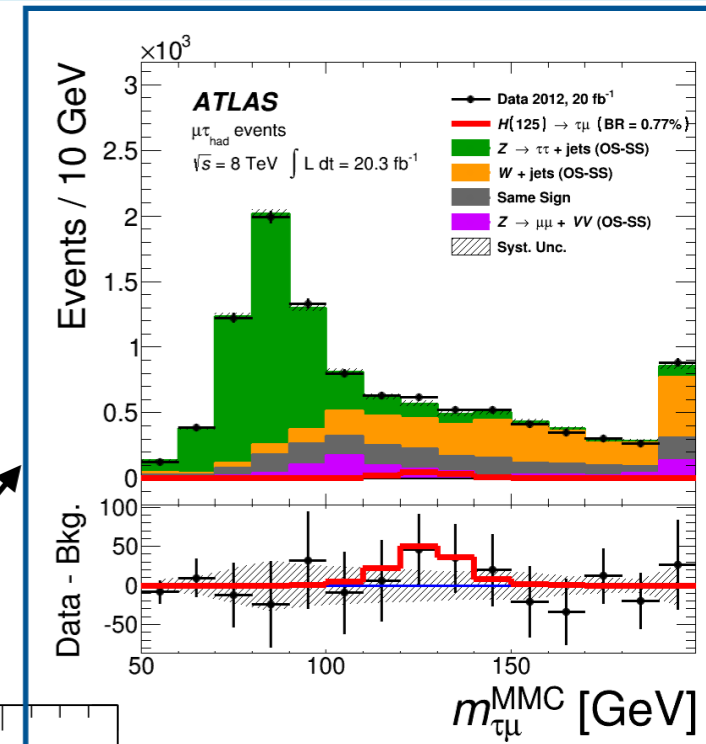 ×10³
Events / 10 GeV
3
2.5
2
1.5
1
0.5
0
ATLAS
μτ_had events
√s = 8 TeV ∫ L dt = 20.3 fb⁻¹
Data 2012, 20 fb⁻¹
H(125) → τμ (BR = 0.77%)
Z → ττ + jets (OS-SS)
W + jets (OS-SS)
Same Sign
Z → μμ + VV (OS-SS)
Syst. Unc.
Data - Bkg.
100
50
0
-50
50 100 150
m_τμ^MMC [GeV]